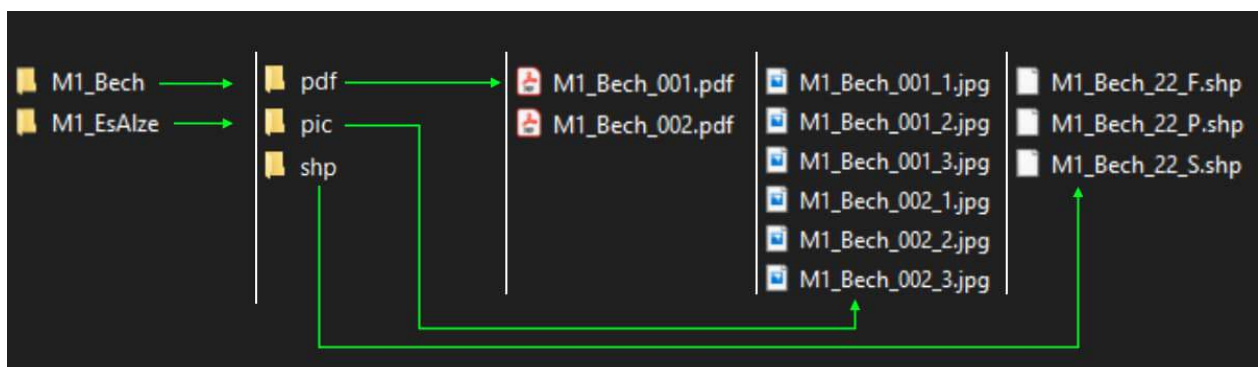 M1_Bech
M1_EsAlze
pdf
pic
shp
M1_Bech_001.pdf
M1_Bech_002.pdf
M1_Bech_001_1.jpg
M1_Bech_001_2.jpg
M1_Bech_001_3.jpg
M1_Bech_002_1.jpg
M1_Bech_002_2.jpg
M1_Bech_002_3.jpg
M1_Bech_22_F.shp
M1_Bech_22_P.shp
M1_Bech_22_S.shp